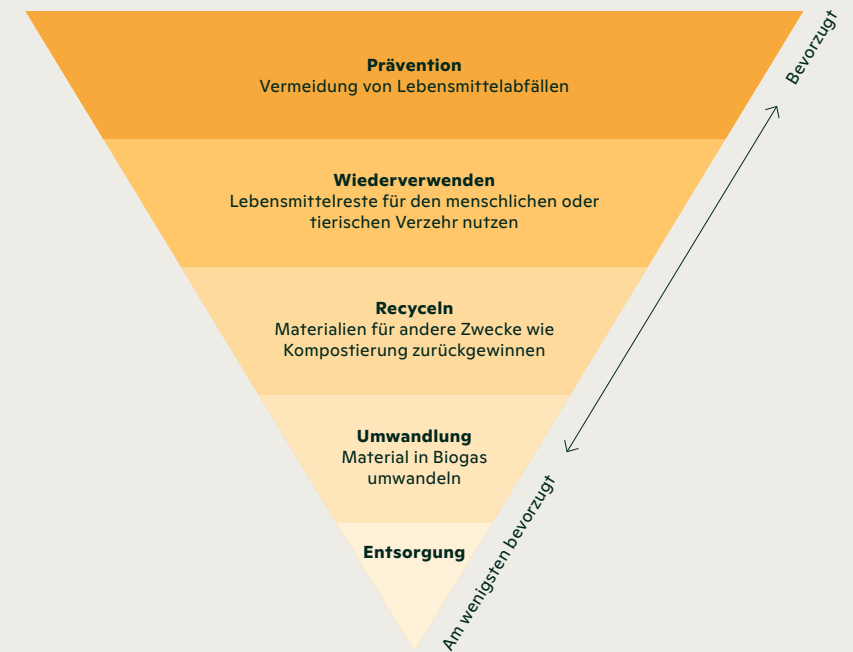 Bevorzugt
Prävention
Vermeidung von Lebensmittelabfällen
Wiederverwenden
Lebensmittelreste für den menschlichen oder
tierischen Verzehr nutzen
Recyceln
Materialien für andere Zwecke wie
Kompostierung zurückgewinnen
Umwandlung
Material in Biogas
umwandeln
Entsorgung
Am wenigsten bevorzugt